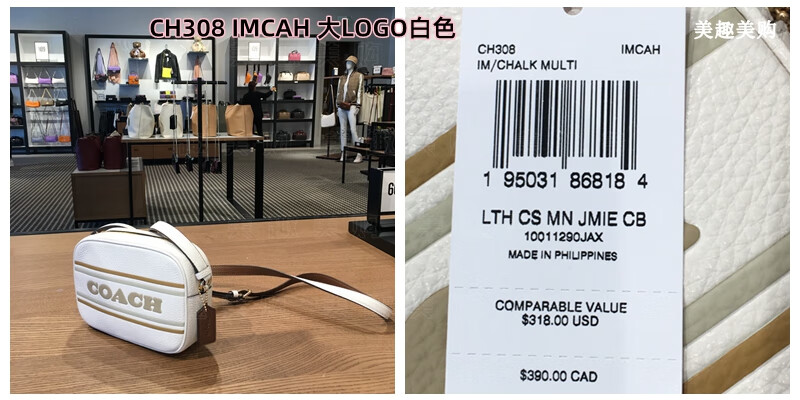 CH308 IMCAH 大LOGO白色
COACH
美趣美购
CH308 IMCAH
IM/CHALK MULTI
1 95031 86818 4
LTH CS MN JMIE CB
10011290JAX
MADE IN PHILIPPINES
COMPARABLE VALUE
$318.00 USD
$390.00 CAD